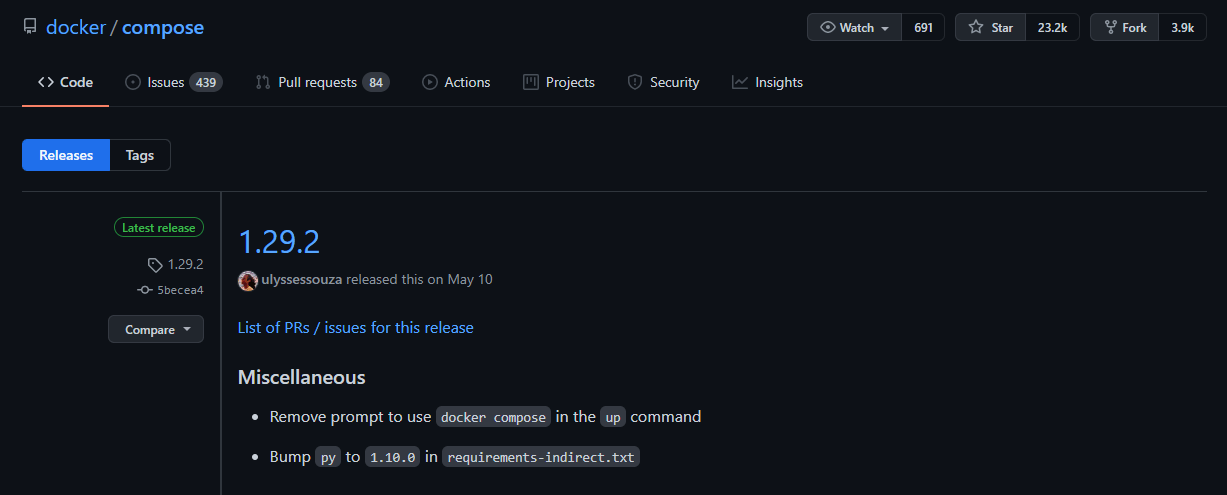 docker / compose
Watch 691 Star 23.2k Fork 3.9k
Code Issues 439 Pull requests 84 Actions Projects Security Insights
Releases Tags
Latest release
1.29.2
5becea4
Compare
1.29.2
ulyssessouza released this on May 10
List of PRs / issues for this release
Miscellaneous
• Remove prompt to use docker compose in the up command
• Bump py to 1.10.0 in requirements-indirect.txt